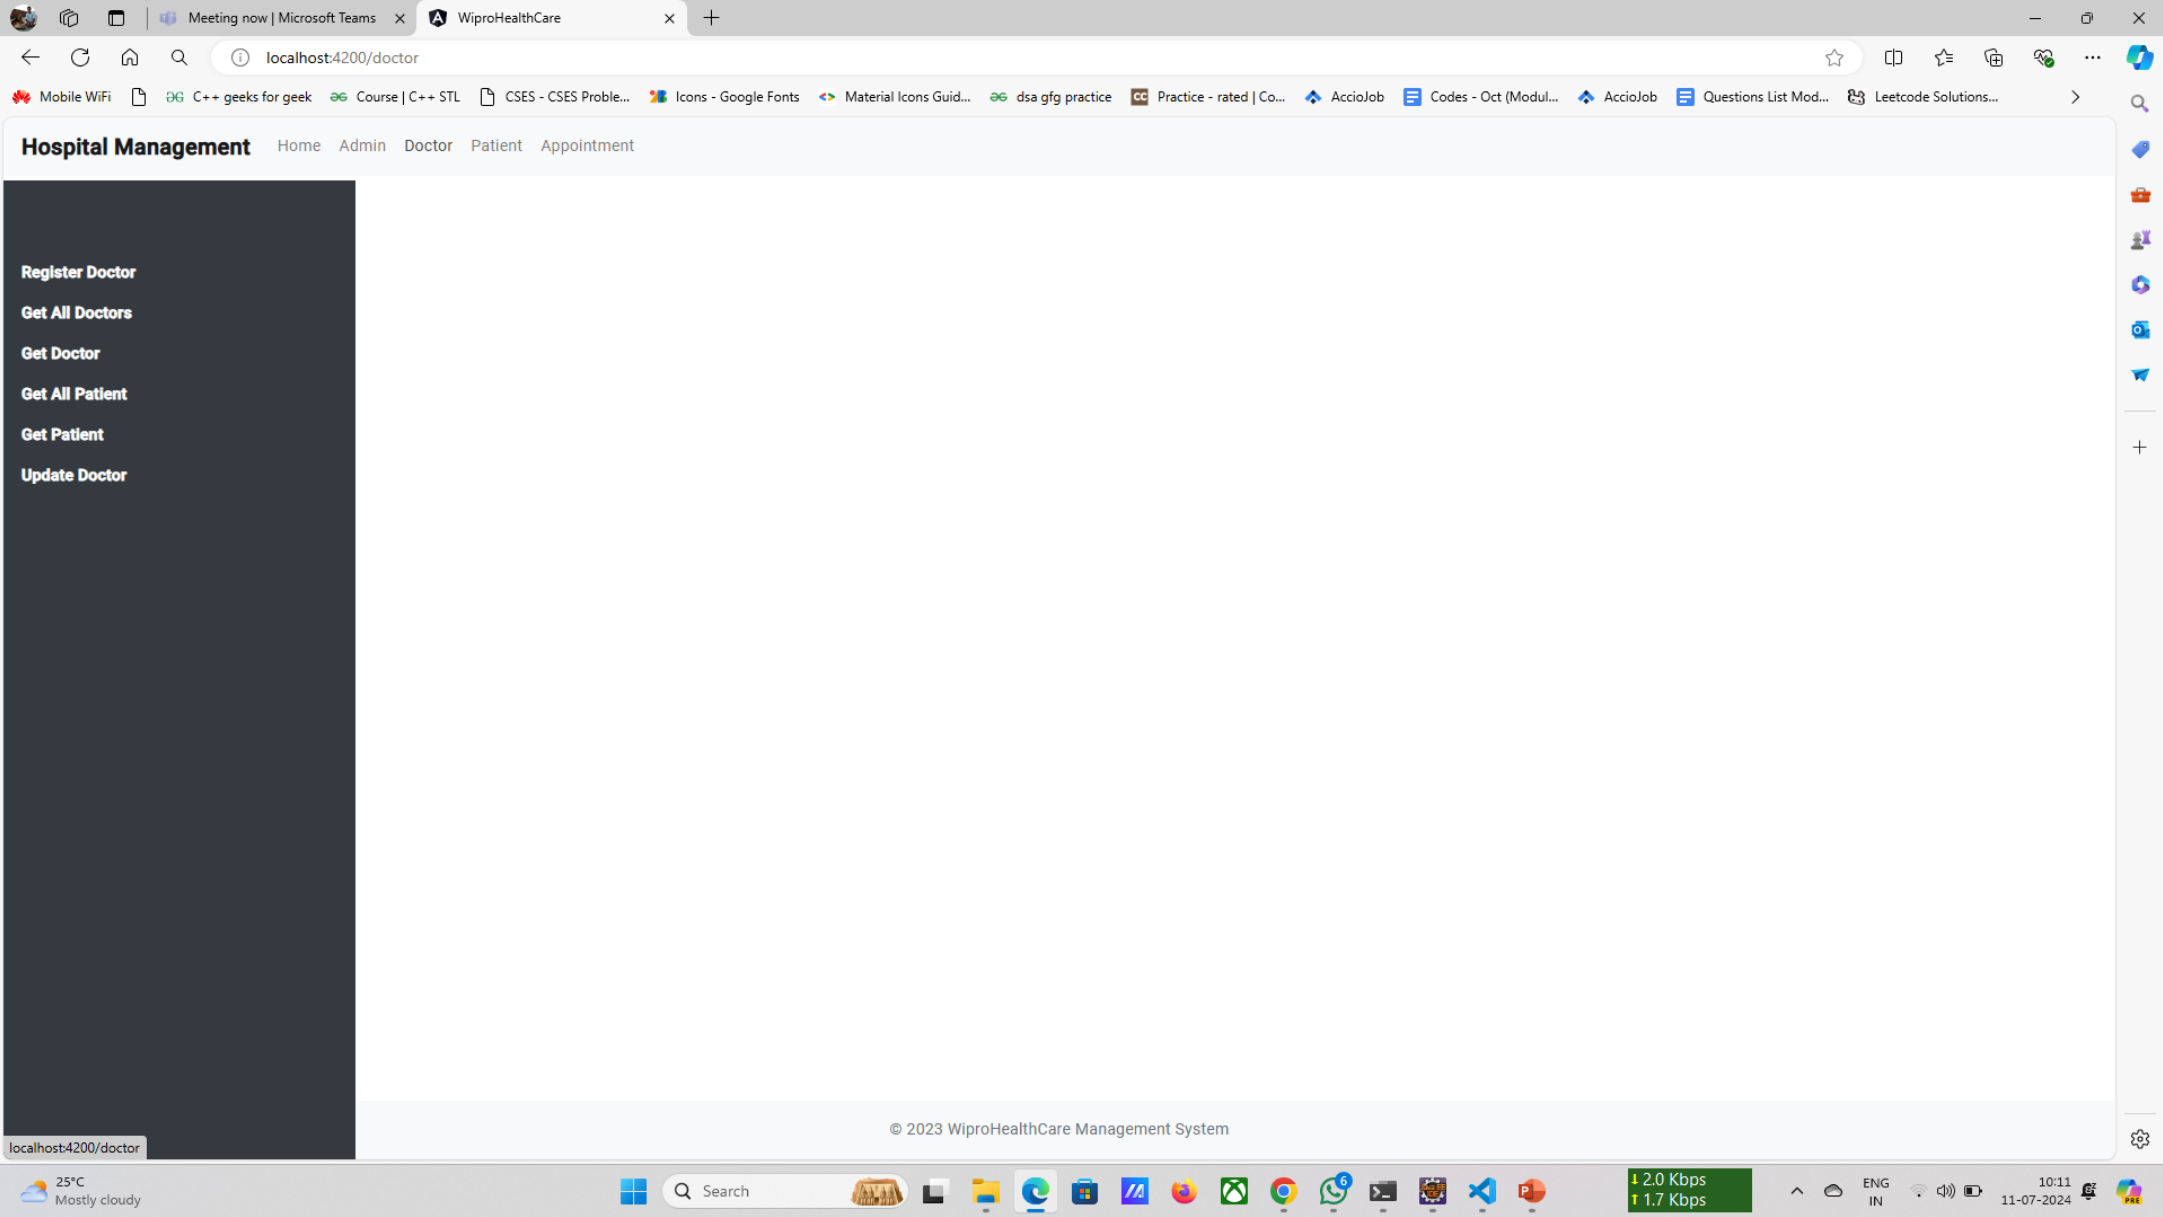 Meeting now | Microsoft Teams
WiproHealthCare
localhost:4200/doctor
Mobile WiFi
C++ geeks for geek
Course | C++ STL
CSES - CSES Proble...
Icons - Google Fonts
Material Icons Guid...
dsa gfg practice
CC Practice - rated | Co...
AccioJob
Codes - Oct (Modul...
AccioJob
Questions List Mod...
Leetcode Solutions...
Hospital Management Home Admin Doctor Patient Appointment
Register Doctor
Get All Doctors
Get Doctor
Get All Patient
Get Patient
Update Doctor
© 2023 WiproHealthCare Management System
localhost:4200/doctor
25°C
Mostly cloudy
Search
6
↓ 2.0 Kbps
↑ 1.7 Kbps
ENG
IN
10:11
11-07-2024
PRE